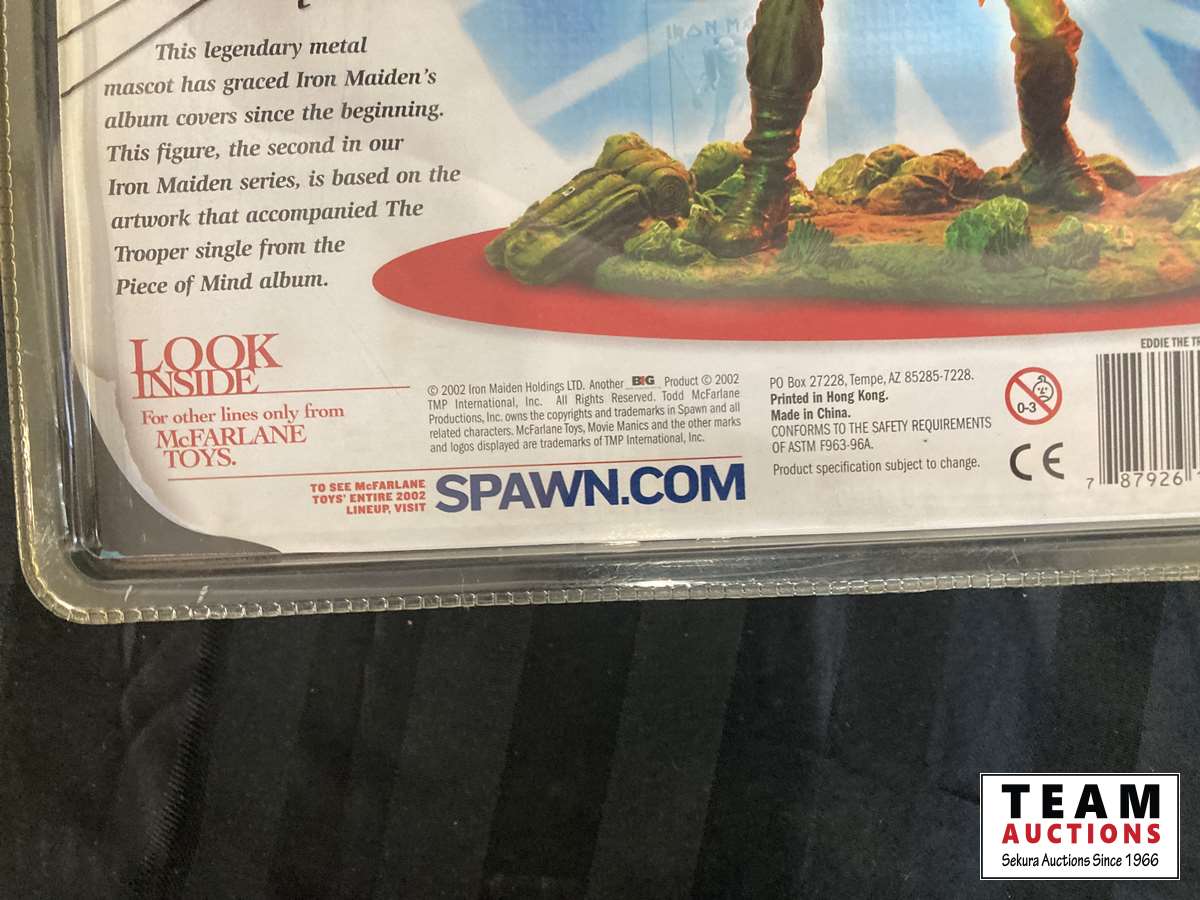 This legendary metal
mascot has graced Iron Maiden's
album covers since the beginning.
This figure, the second in our
Iron Maiden series, is based on the
artwork that accompanied The
Trooper single from the
Piece of Mind album.
LOOK
INSIDE
For other lines only from
McFARLANE
TOYS.
© 2002 Iron Maiden Holdings LTD. Another BIG Product © 2002
TMP International, Inc. All Rights Reserved. Todd McFarlane
Productions, Inc. owns the copyrights and trademarks in Spawn and all
related characters. McFarlane Toys, Movie Manics and the other marks
and logos displayed are trademarks of TMP International, Inc.
TO SEE McFARLANE
TOYS' ENTIRE 2002
LINEUP, VISIT
SPAWN.COM
PO Box 27228, Tempe, AZ 85285-7228.
Printed in Hong Kong.
Made in China.
CONFORMS TO THE SAFETY REQUIREMENTS
OF ASTM F963-96A.
Product specification subject to change.
0-3
CE
EDDIE THE TR
7 87926
IRON MA
TEAM
AUCTIONS
Sekura Auctions Since 1966